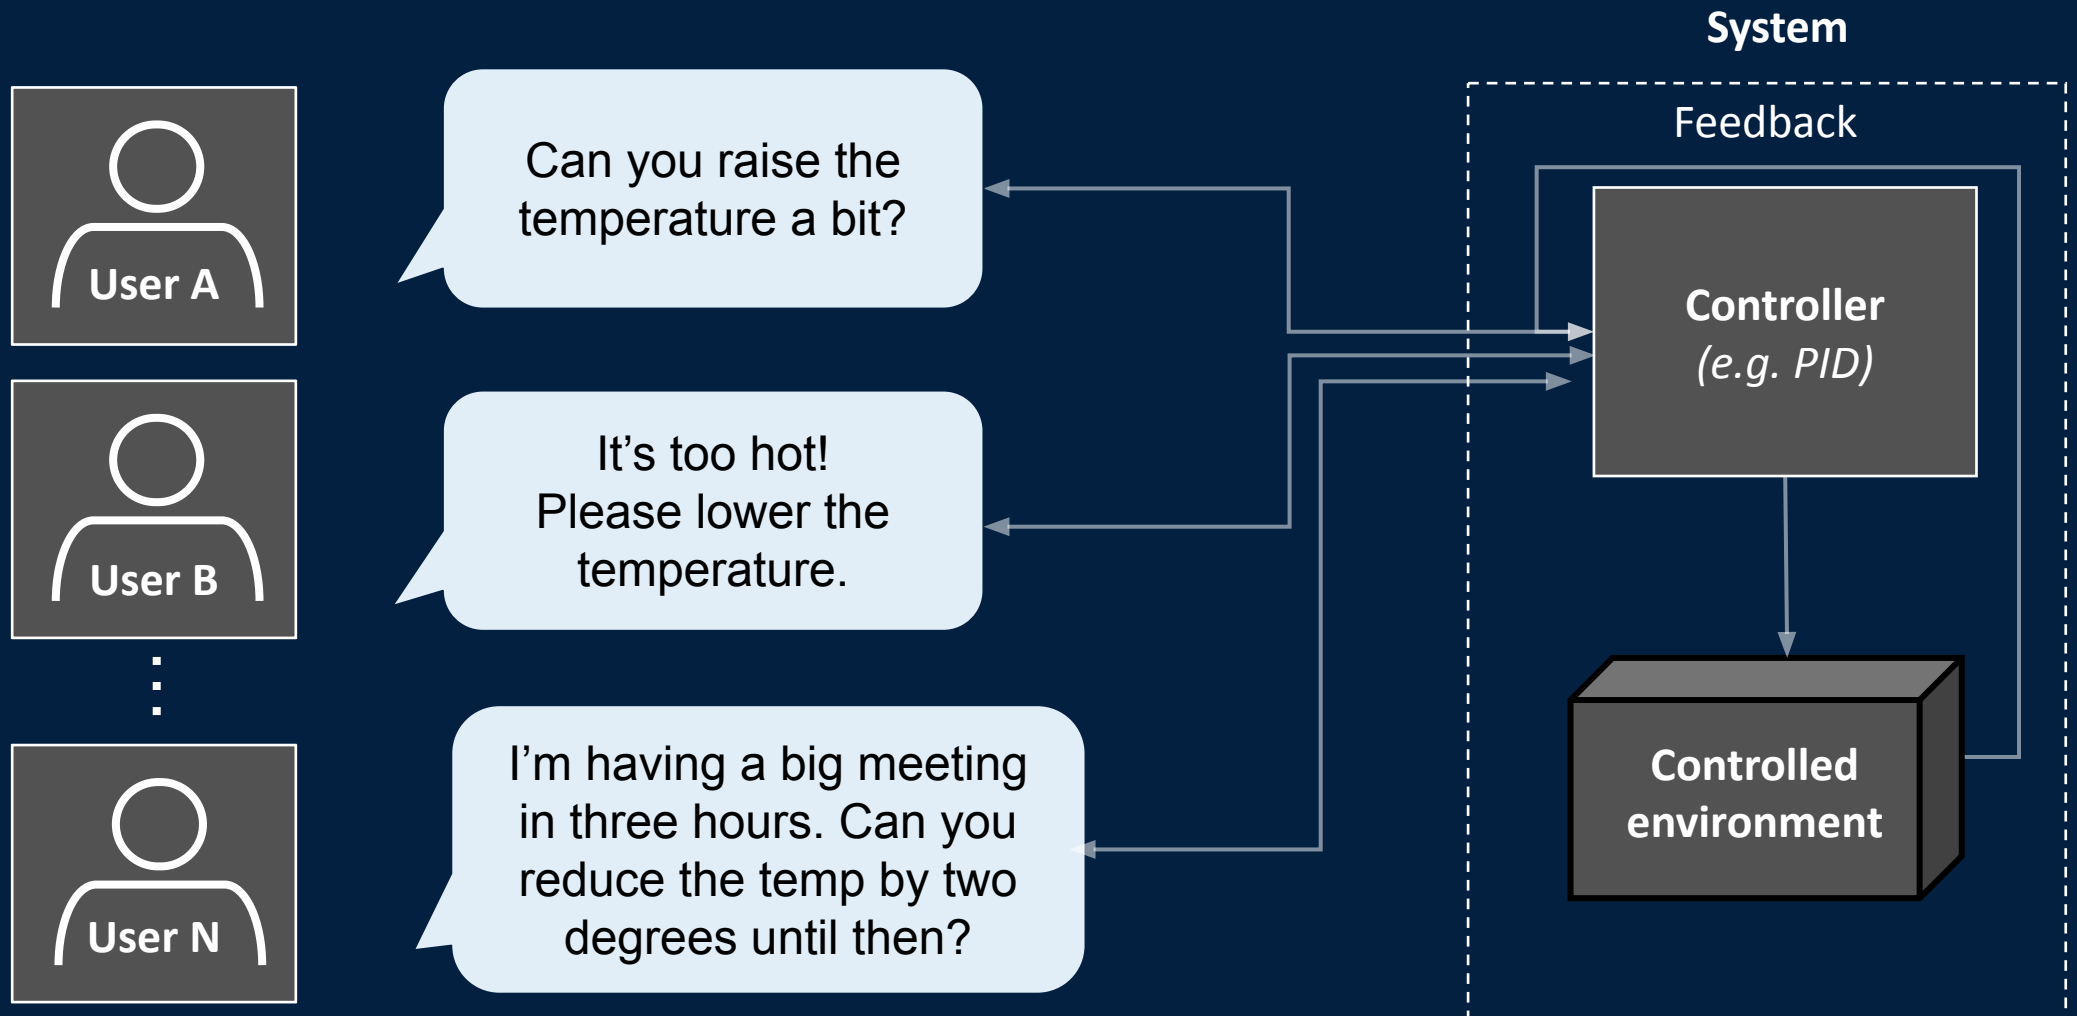 System
Feedback
User A
Can you raise the
temperature a bit?
Controller
(e.g. PID)
User B
It’s too hot!
Please lower the
temperature.
User N
I’m having a big meeting
in three hours. Can you
reduce the temp by two
degrees until then?
Controlled
environment